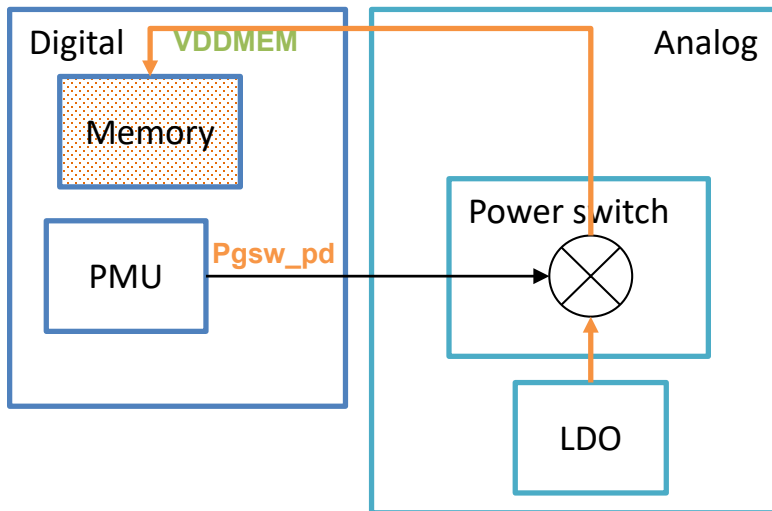 Digital
VDDMEM
Analog
Memory
Power switch
Pgsw_pd
PMU
LDO